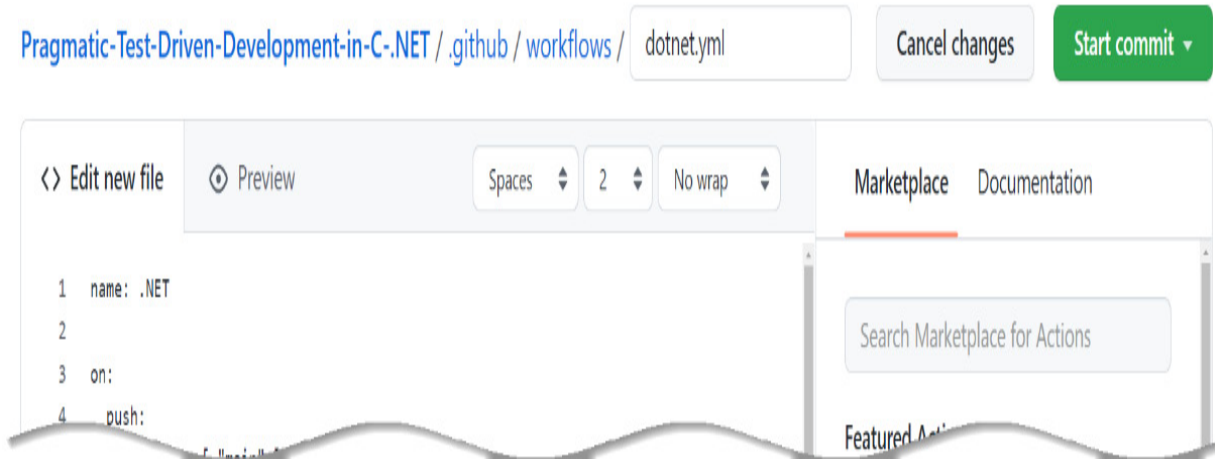 Pragmatic-Test-Driven-Development-in-C-.NET / .github / workflows / dotnet.yml Cancel changes Start commit
<> Edit new file Preview Spaces 2 No wrap Marketplace Documentation
1 name: .NET
2
Search Marketplace for Actions
3 on:
4 push:
Featured